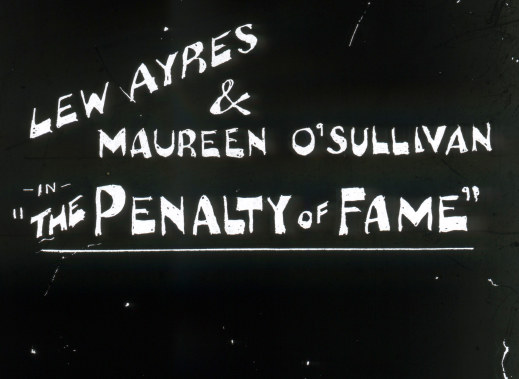 LEW AYRES
&
MAUREEN O'SULLIVAN
-IN-
"THE PENALTY OF FAME"